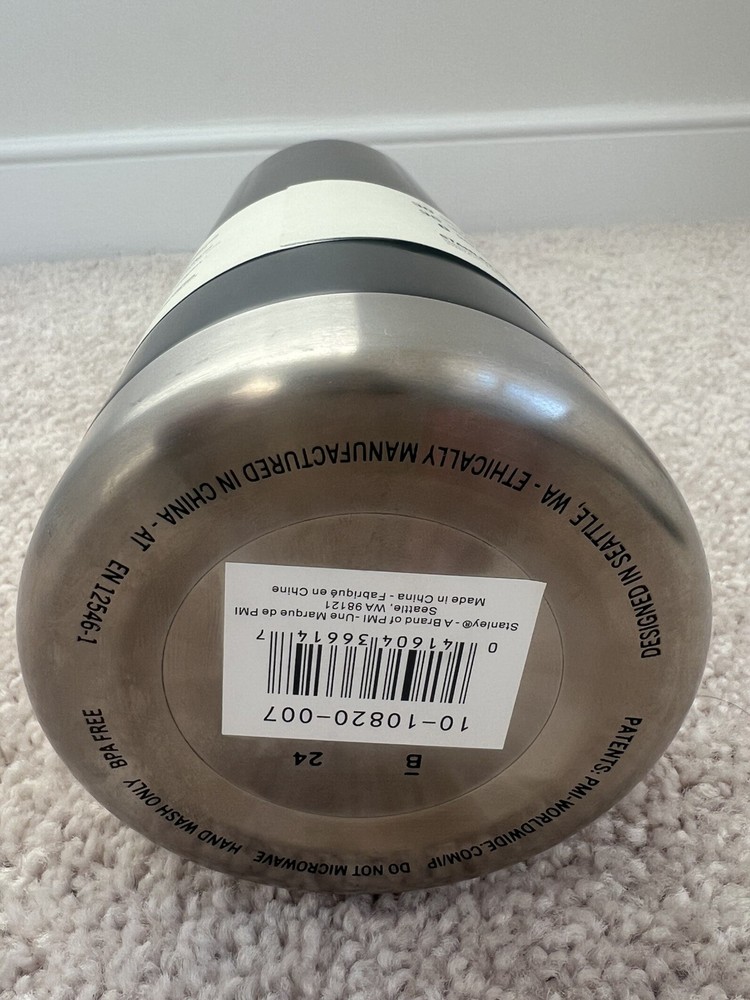 B 24
10-10820-007
0 41604 36614 7
Stanley® - A Brand of PMI -Une Marque de PMI
Seattle, WA 98121
Made in China - Fabriqué en Chine
DESIGNED IN SEATTLE, WA - ETHICALLY MANUFACTURED IN CHINA - AT
EN 12546-1
BPA FREE
HAND WASH ONLY
DO NOT MICROWAVE
PATENTS: PMI-WORLDWIDE.COM/IP